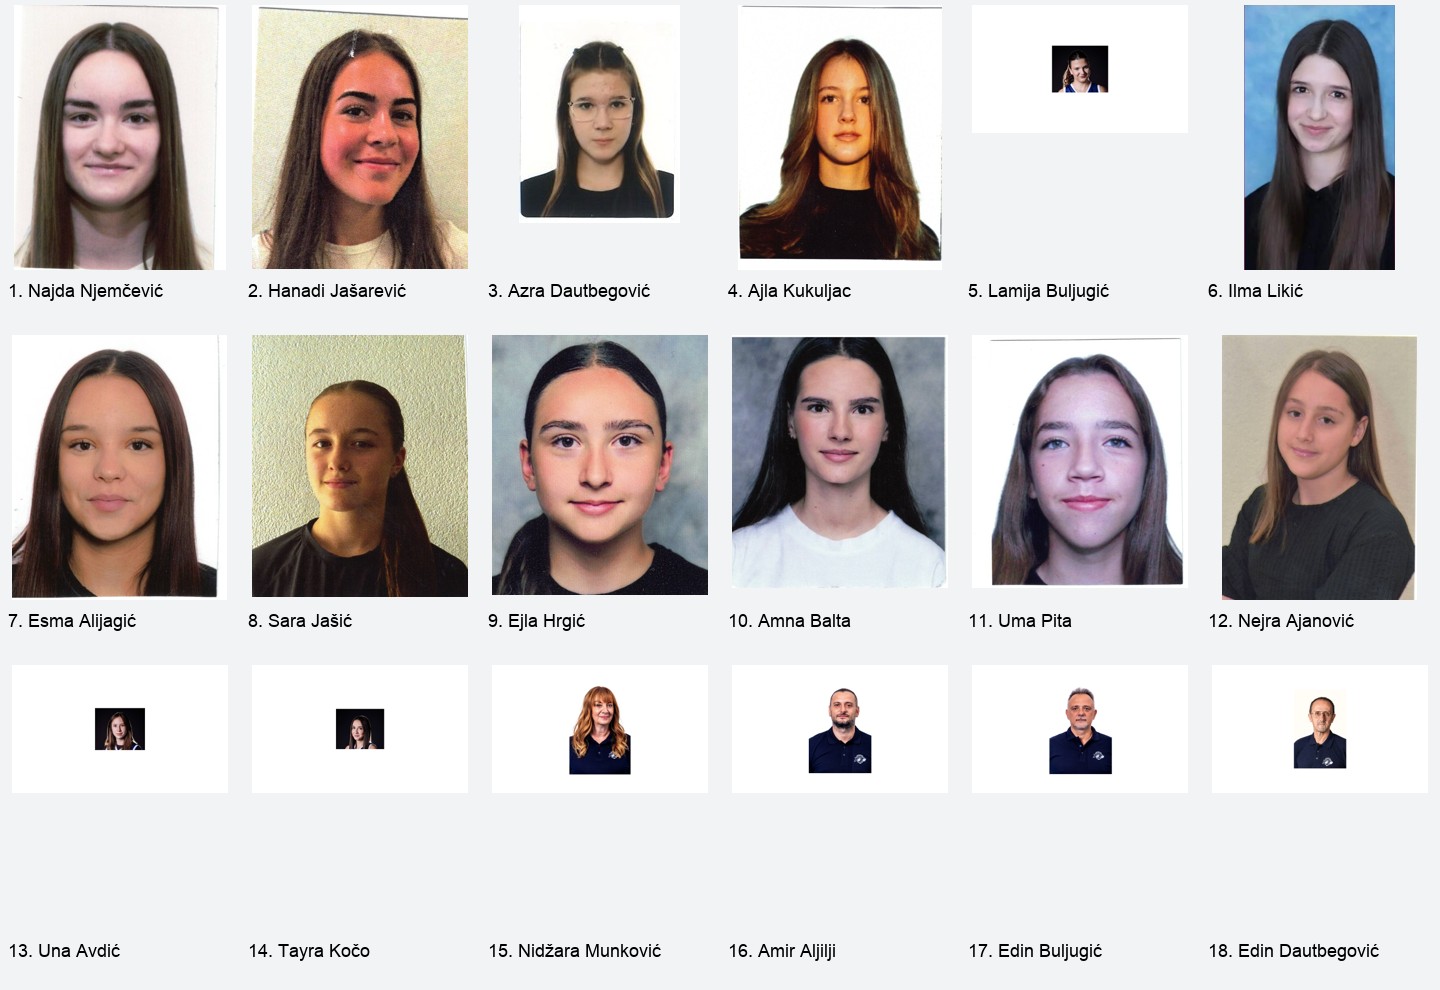 1. Najda Njemčević
2. Hanadi Jašarević
3. Azra Dautbegović
4. Ajla Kukuljac
5. Lamija Buljugić
6. Ilma Likić
7. Esma Alijagić
8. Sara Jašić
9. Ejla Hrgić
10. Amna Balta
11. Uma Pita
12. Nejra Ajanović
13. Una Avdić
14. Tayra Kočo
15. Nidžara Munković
16. Amir Aljilji
17. Edin Buljugić
18. Edin Dautbegović